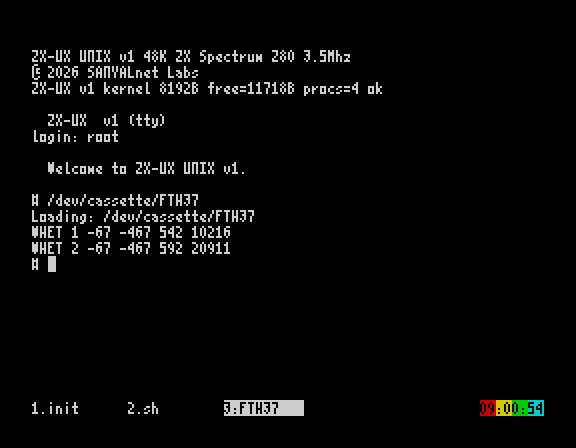 ZX-UX UNIX v1 48K ZX Spectrum Z80 3.5Mhz
© 2026 SANYALnet Labs
ZX-UX v1 kernel 8192B free=11718B procs=4 ok
ZX-UX v1 (tty)
login: root
Welcome to ZX-UX UNIX v1.
# /dev/cassette/FTH37
Loading: /dev/cassette/FTH37
WHET 1 -67 -467 542 10216
WHET 2 -67 -467 592 20911
#
1.init 2.sh 3.FTH37 09:00:54